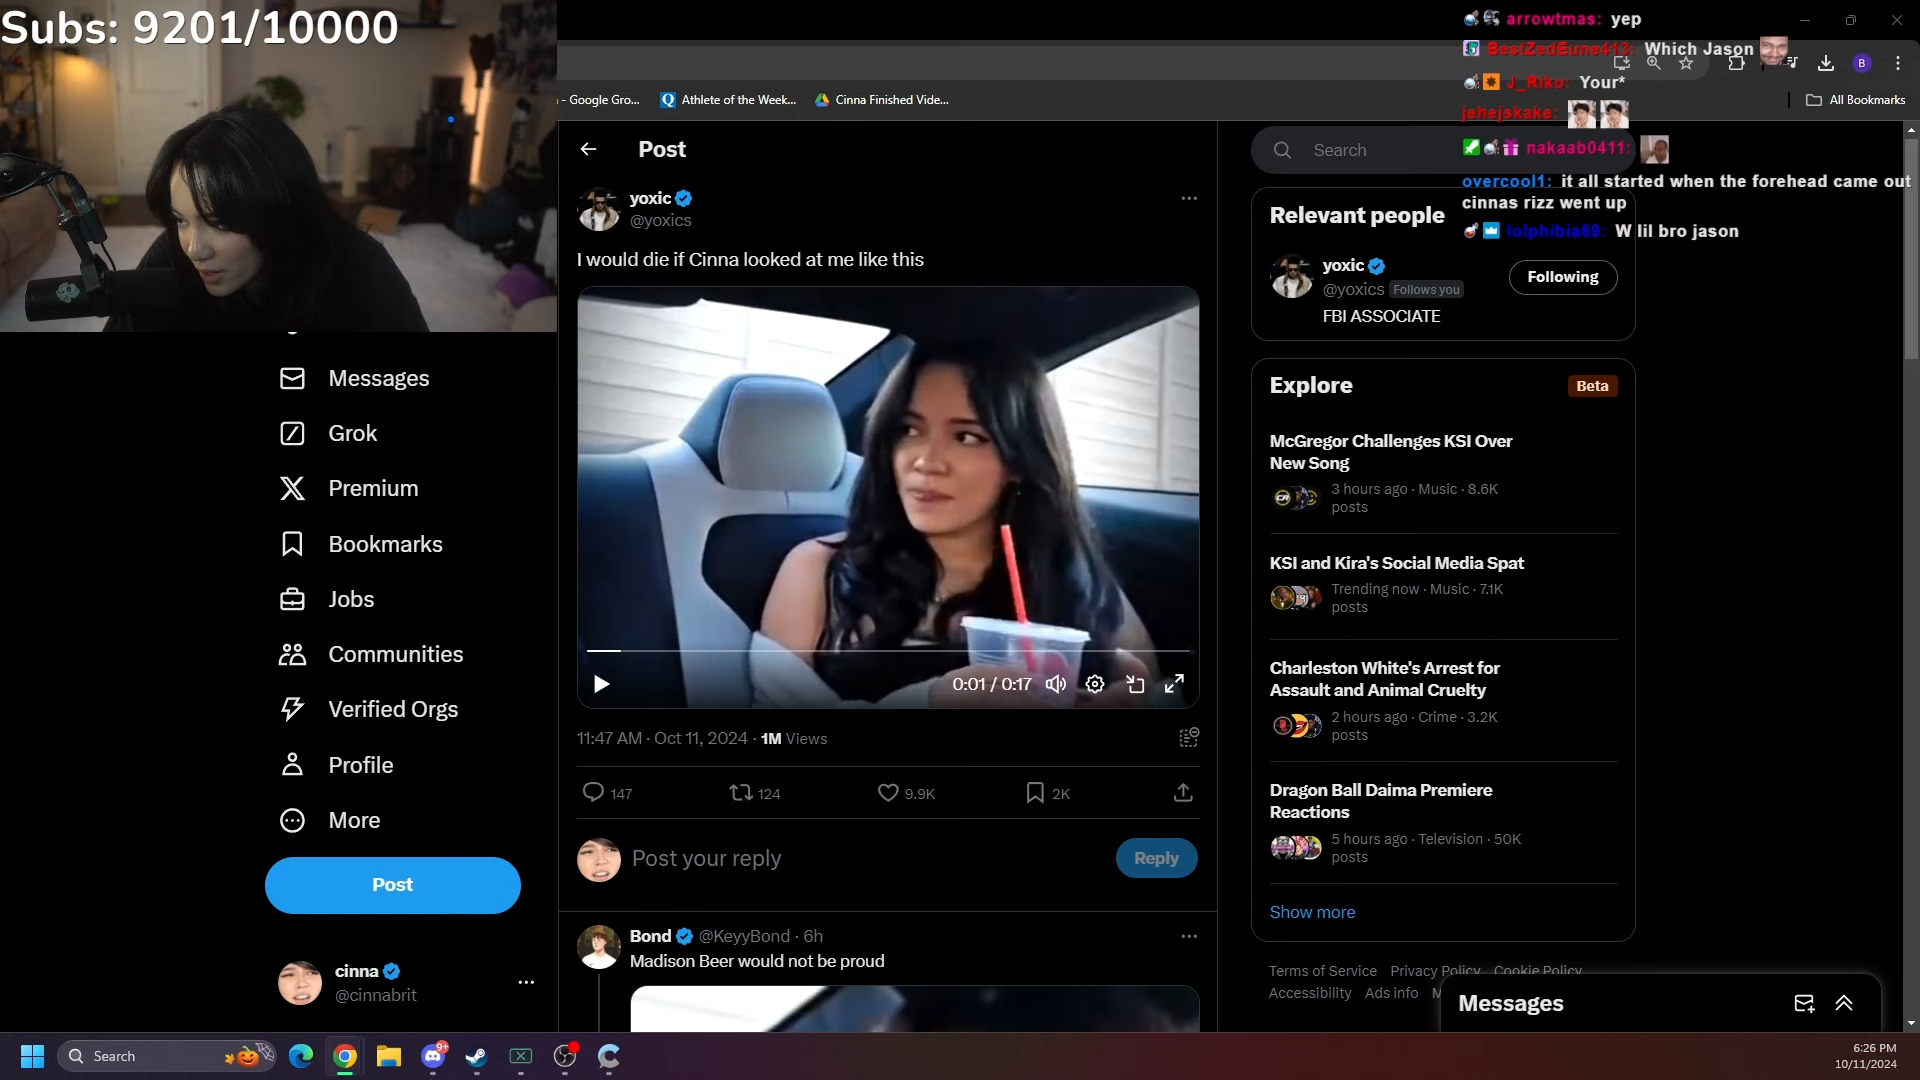 Subs: 9201/10000
- Google Gro...
Athlete of the Week...
Cinna Finished Vide...
All Bookmarks
B
arrowtmas: yep
BestZedEune413: Which Jason
J_Riko: Your*
jehejskake:
nakaab0411:
overcool1: it all started when the forehead came out
cinnas rizz went up
lolphibia69: W lil bro jason
Messages
Grok
Premium
Bookmarks
Jobs
Communities
Verified Orgs
Profile
More
Post
cinna
@cinnabrit
Post
yoxic
@yoxics
I would die if Cinna looked at me like this
0:01 / 0:17
11:47 AM · Oct 11, 2024 · 1M Views
147
124
9.9K
2K
Post your reply
Reply
Bond @KeyyBond · 6h
Madison Beer would not be proud
Search
Relevant people
yoxic
@yoxics Follows you
Following
FBI ASSOCIATE
Explore
Beta
McGregor Challenges KSI Over
New Song
3 hours ago · Music · 8.6K
posts
KSI and Kira's Social Media Spat
Trending now · Music · 7.1K
posts
Charleston White's Arrest for
Assault and Animal Cruelty
2 hours ago · Crime · 3.2K
posts
Dragon Ball Daima Premiere
Reactions
5 hours ago · Television · 50K
posts
Show more
Terms of Service Privacy Policy Cookie Policy
Accessibility Ads info
Messages
Search
9+
6:26 PM
10/11/2024